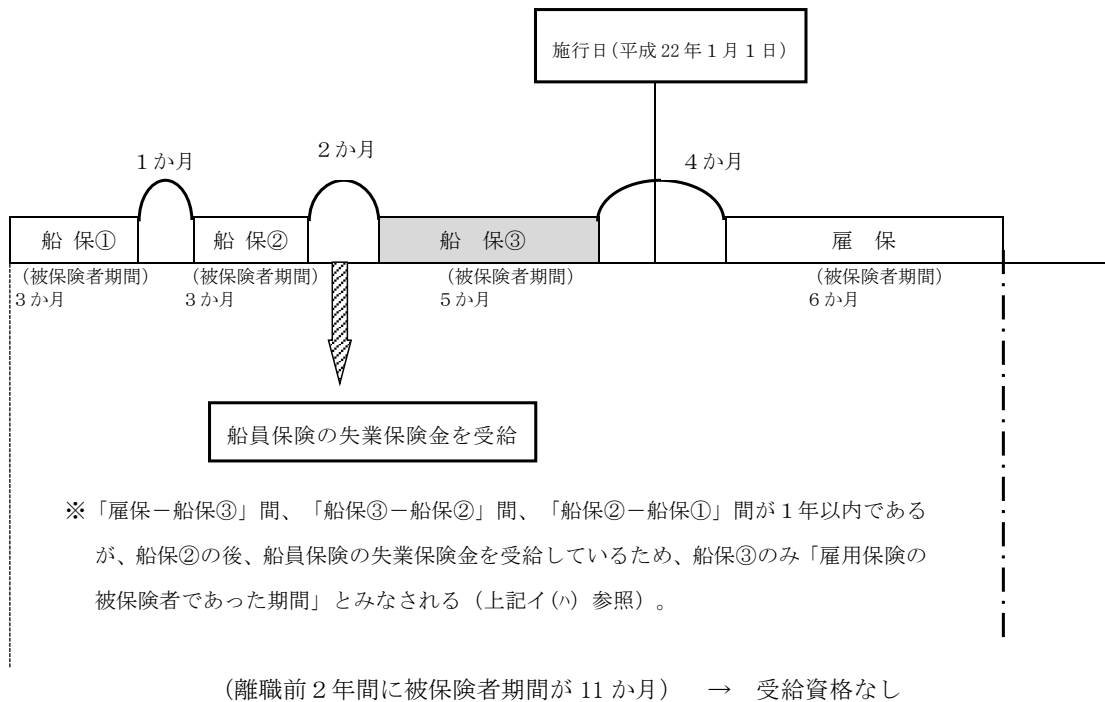 施行日(平成22年1月1日)
1か月
2か月
4か月
船 保①
船 保②
船 保③
雇 保
(被保険者期間)
3か月
(被保険者期間)
3か月
(被保険者期間)
5か月
(被保険者期間)
6か月
船員保険の失業保険金を受給
※「雇保-船保③」間、「船保③-船保②」間、「船保②-船保①」間が1年以内である
が、船保②の後、船員保険の失業保険金を受給しているため、船保③のみ「雇用保険の
被保険者であった期間」とみなされる(上記イ(ハ)参照)。
(離職前2年間に被保険者期間が11か月) → 受給資格なし